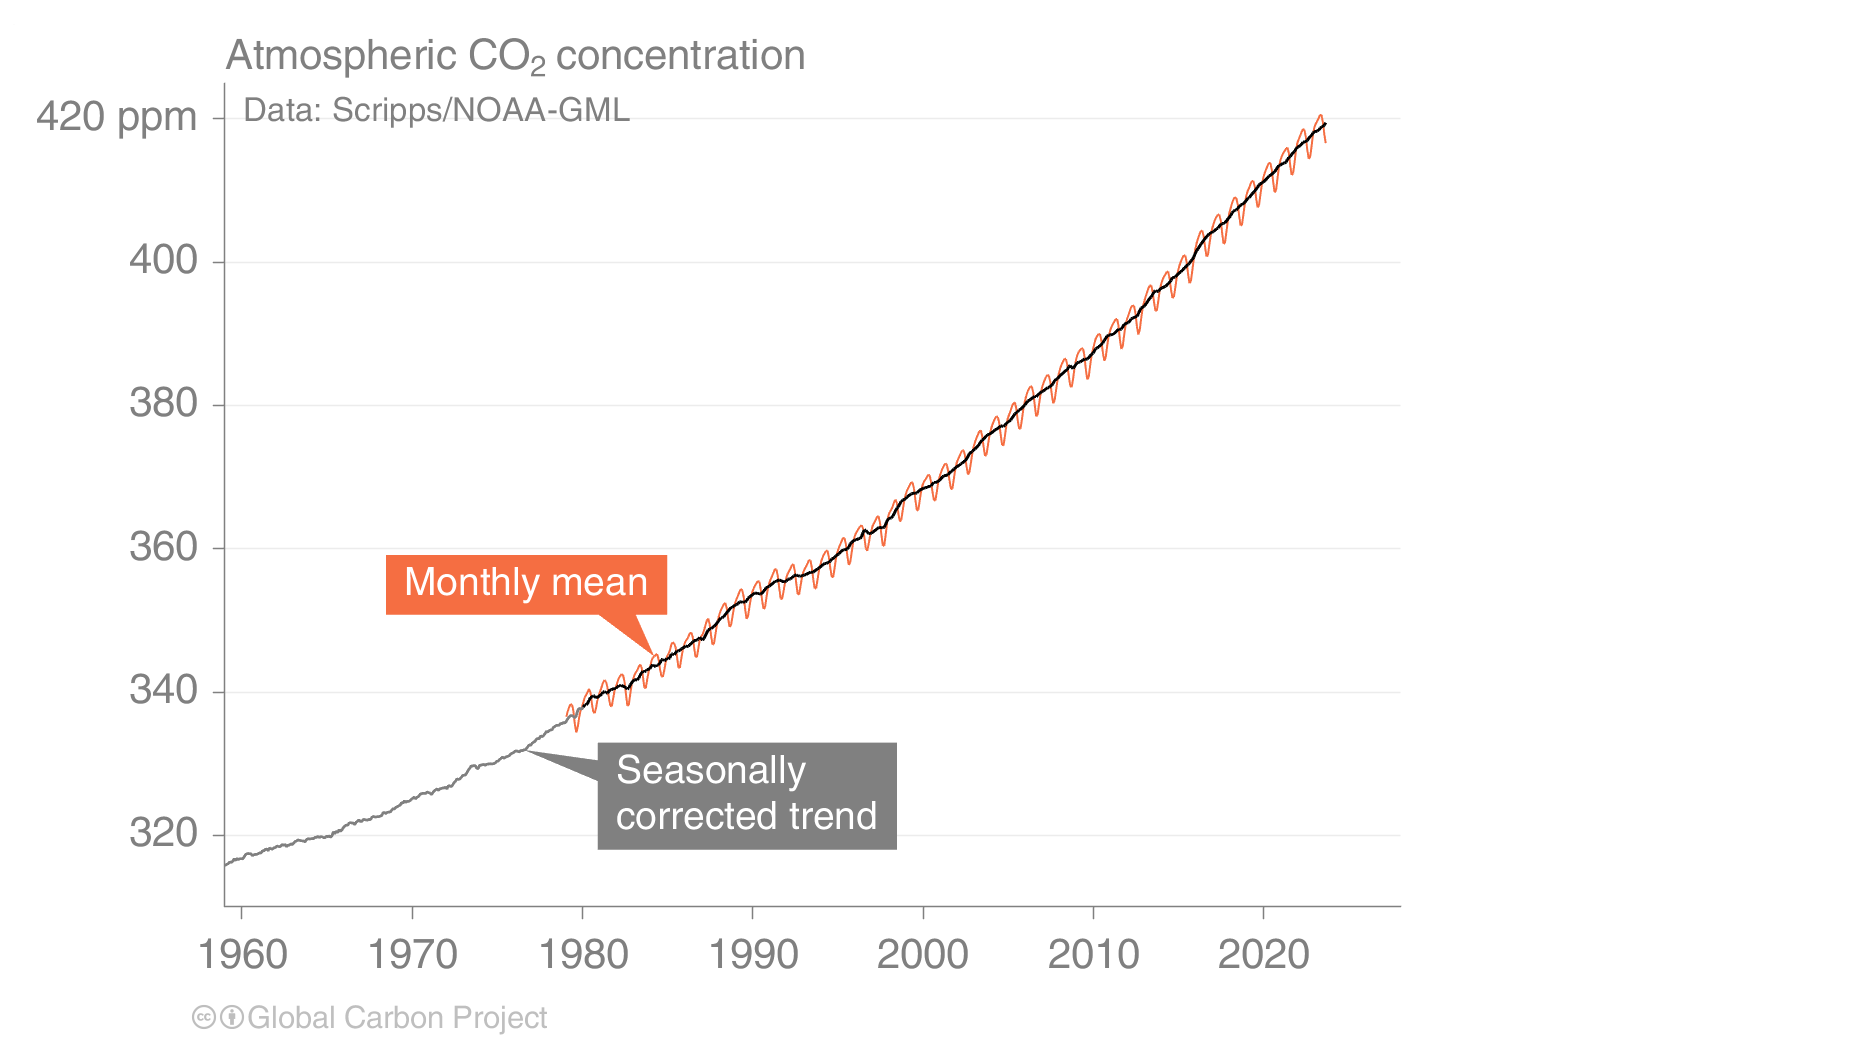 Atmospheric CO₂ concentration
Data: Scripps/NOAA-GML
420 ppm
400
380
360
340
320
Monthly mean
Seasonally
corrected trend
1960 1970 1980 1990 2000 2010 2020
cc Global Carbon Project